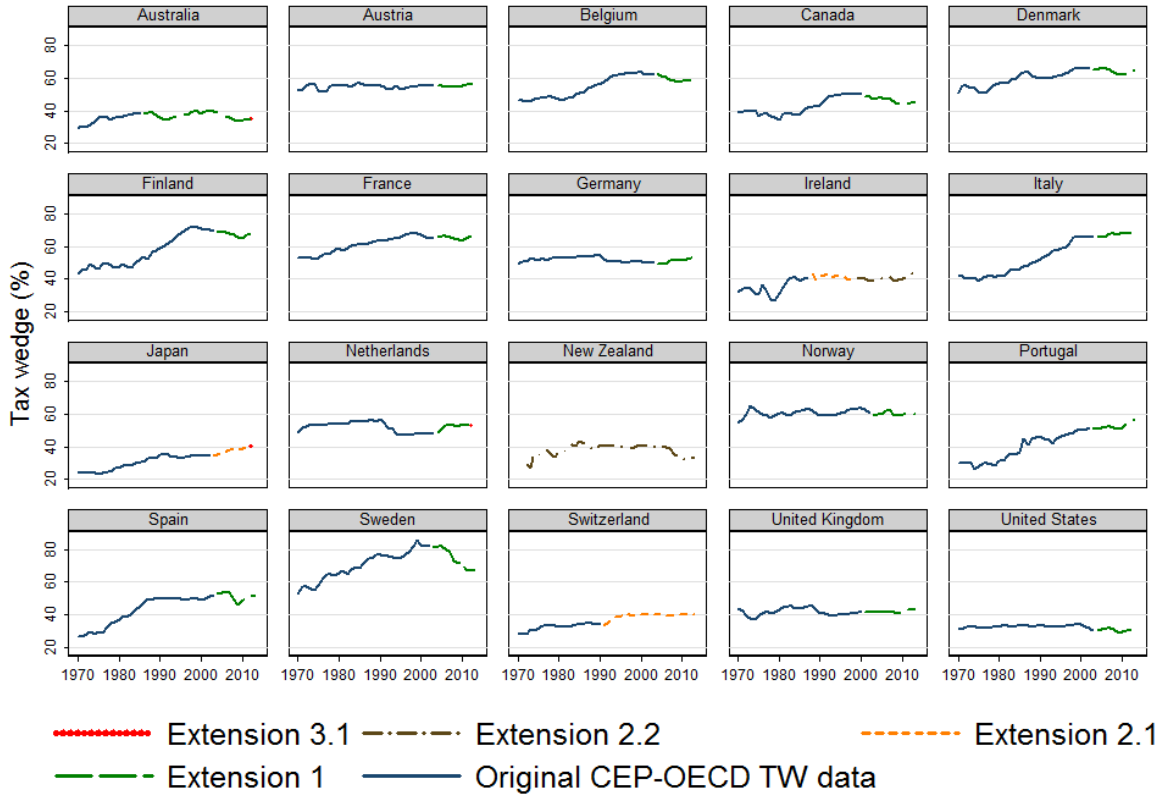 Australia Austria Belgium Canada Denmark
80
60
40
20
Finland France Germany Ireland Italy
80
60
40
20
Japan Netherlands New Zealand Norway Portugal
80
60
40
20
Spain Sweden Switzerland United Kingdom United States
80
60
40
20
Tax wedge (%)
1970 1980 1990 2000 2010 1970 1980 1990 2000 2010 1970 1980 1990 2000 2010 1970 1980 1990 2000 2010 1970 1980 1990 2000 2010
Extension 3.1 Extension 2.2 Extension 2.1
Extension 1 Original CEP-OECD TW data